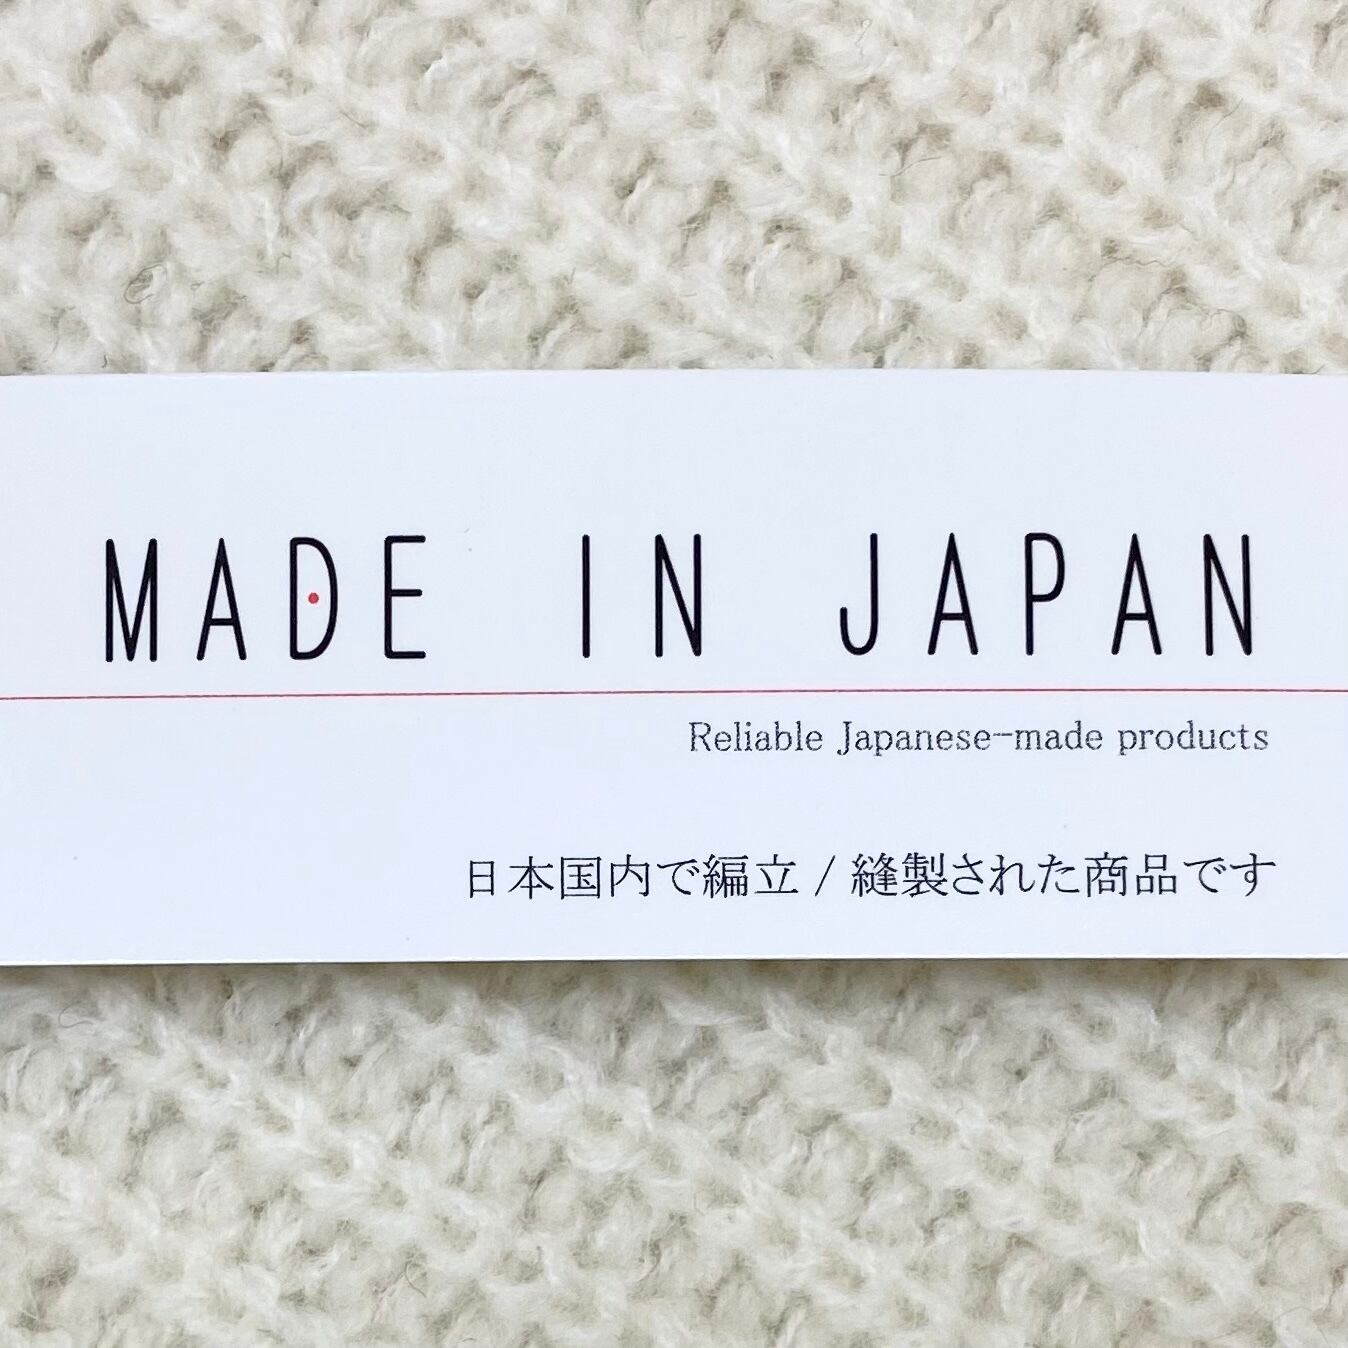 MADE IN JAPAN
Reliable Japanese-made products
日本国内で編立 / 縫製された商品です